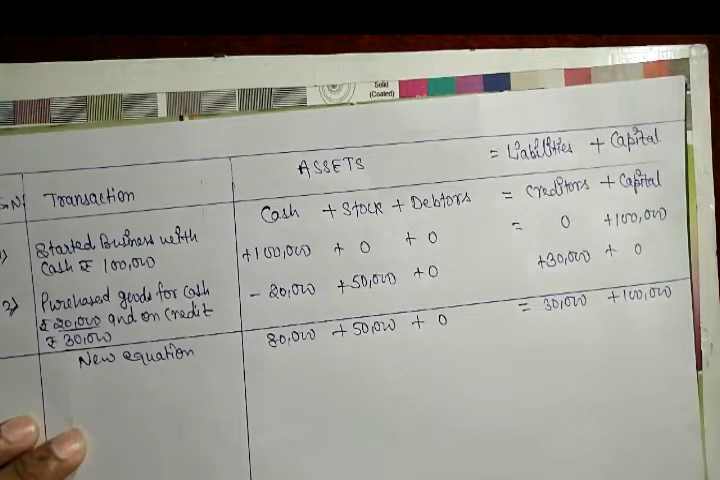 Solid
(Coated)
ASSETS = Liabilities + Capital
S.N Transaction
Cash + Stock + Debtors = Creditors + Capital
1) Started Business with
Cash ₹ 100,000
+100,000 + 0 + 0 = 0 +100,000
2) Purchased goods for cash
₹ 20,000 and on credit
₹ 30,000
- 20,000 +50,000 +0 +30,000 + 0
New equation
80,000 +50,000 + 0 = 30,000 +100,000